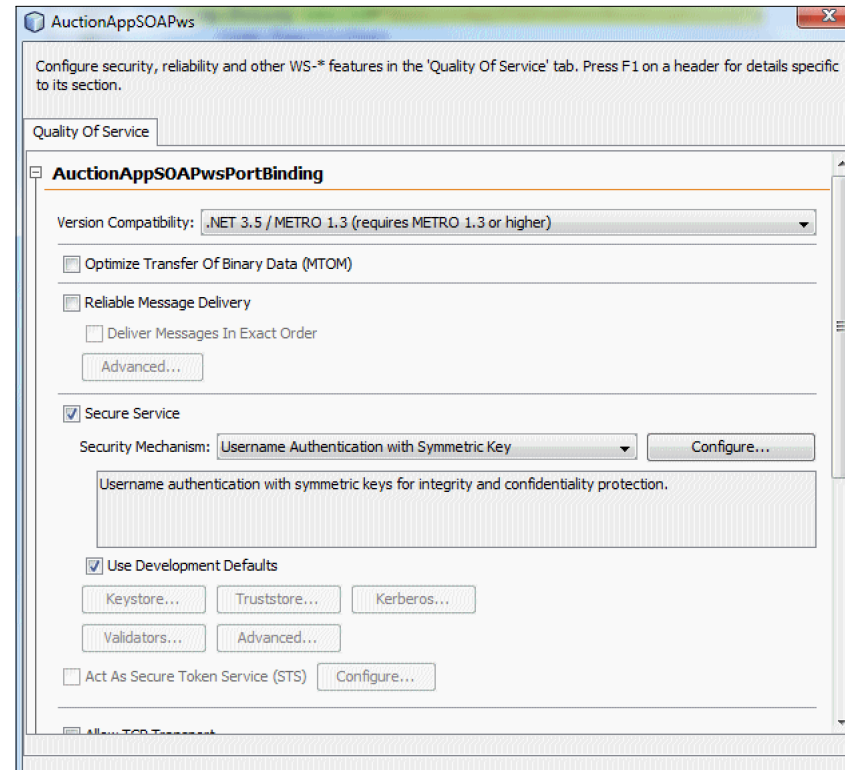 AuctionAppSOAPws
Configure security, reliability and other WS-* features in the 'Quality Of Service' tab. Press F1 on a header for details specific
to its section.
Quality Of Service
AuctionAppSOAPwsPortBinding
Version Compatibility: .NET 3.5 / METRO 1.3 (requires METRO 1.3 or higher)
Optimize Transfer Of Binary Data (MTOM)
Reliable Message Delivery
Deliver Messages In Exact Order
Advanced...
Secure Service
Security Mechanism: Username Authentication with Symmetric Key Configure...
Username authentication with symmetric keys for integrity and confidentiality protection.
Use Development Defaults
Keystore... Truststore... Kerberos...
Validators... Advanced...
Act As Secure Token Service (STS) Configure...
Allow TCP Transport